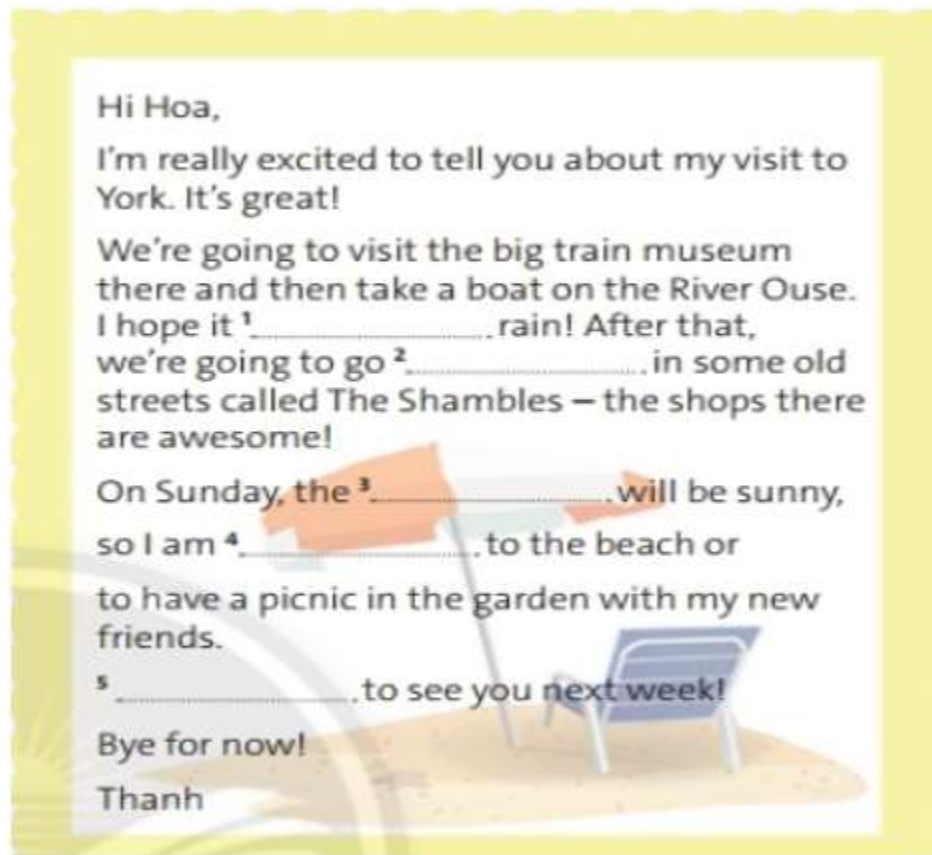 Hi Hoa,
I'm really excited to tell you about my visit to
York. It's great!
We're going to visit the big train museum
there and then take a boat on the River Ouse.
I hope it ¹.......................... rain! After that,
we're going to go ².......................... in some old
streets called The Shambles – the shops there
are awesome!
On Sunday, the ³.......................... will be sunny,
so I am ⁴.......................... to the beach or
to have a picnic in the garden with my new
friends.
⁵.......................... to see you next week!
Bye for now!
Thanh